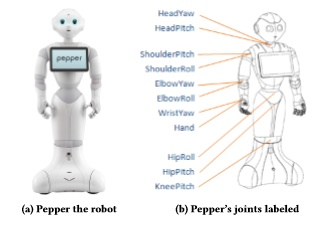 pepper
HeadYaw
HeadPitch
ShoulderPitch
ShoulderRoll
ElbowYaw
ElbowRoll
WristYaw
Hand
HipRoll
HipPitch
KneePitch
(a) Pepper the robot
(b) Pepper's joints labeled